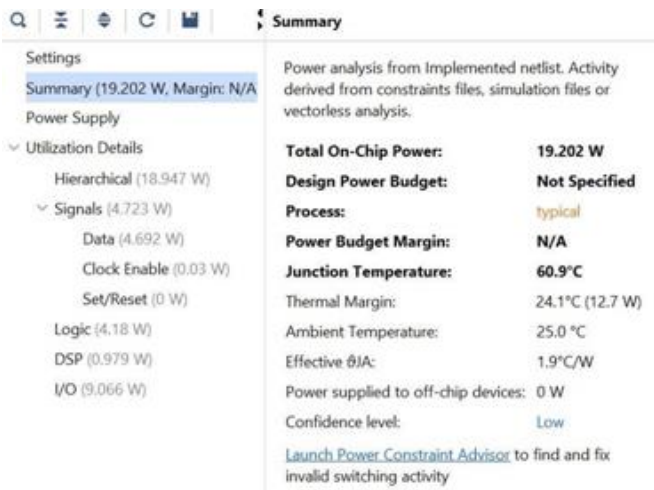 Summary
Settings
Summary (19.202 W, Margin: N/A
Power Supply
Utilization Details
Hierarchical (18.947 W)
Signals (4.723 W)
Data (4.692 W)
Clock Enable (0.03 W)
Set/Reset (0 W)
Logic (4.18 W)
DSP (0.979 W)
I/O (9.066 W)
Power analysis from Implemented netlist. Activity
derived from constraints files, simulation files or
vectorless analysis.
Total On-Chip Power: 19.202 W
Design Power Budget: Not Specified
Process: typical
Power Budget Margin: N/A
Junction Temperature: 60.9°C
Thermal Margin: 24.1°C (12.7 W)
Ambient Temperature: 25.0 °C
Effective ϑJA: 1.9°C/W
Power supplied to off-chip devices: 0 W
Confidence level: Low
Launch Power Constraint Advisor to find and fix
invalid switching activity